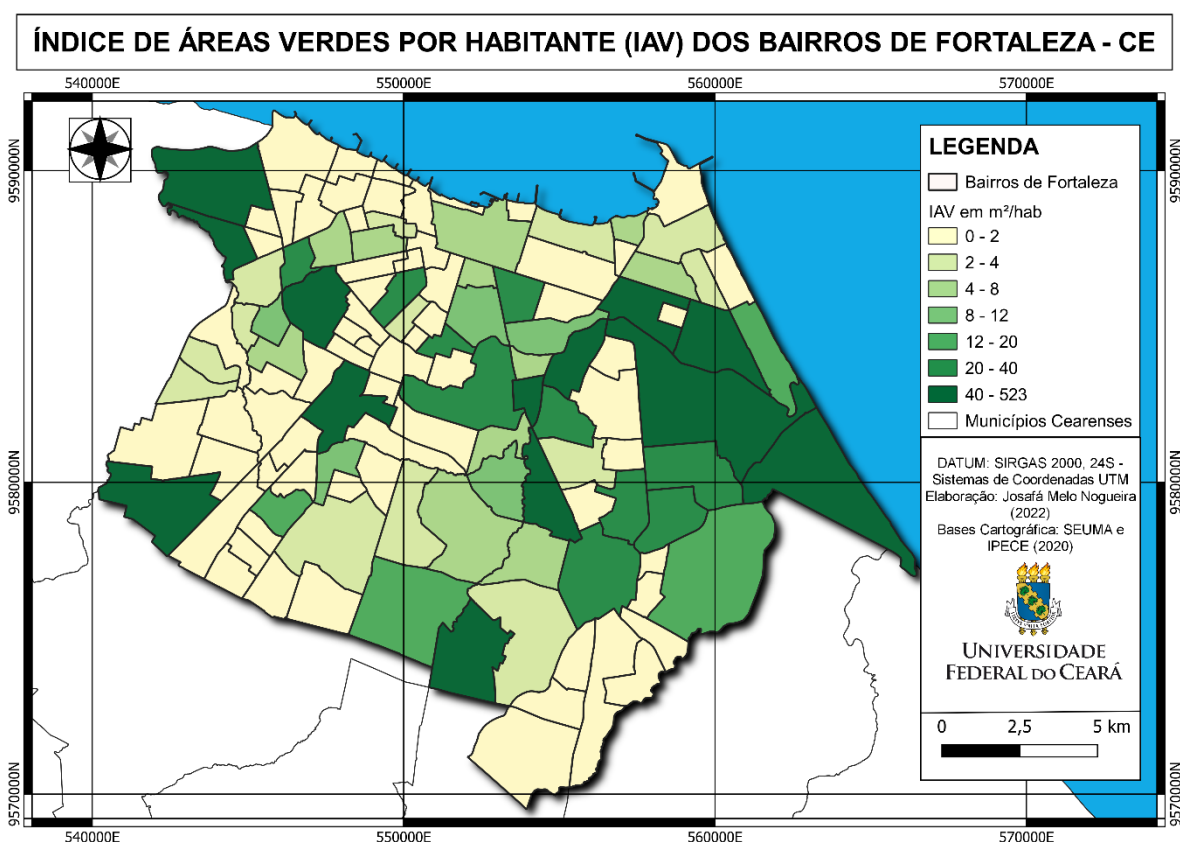 ÍNDICE DE ÁREAS VERDES POR HABITANTE (IAV) DOS BAIRROS DE FORTALEZA - CE
540000E
550000E
560000E
570000E
9590000N
9590000N
9580000N
9580000N
9570000N
9570000N
LEGENDA
Bairros de Fortaleza
IAV em m²/hab
0 - 2
2 - 4
4 - 8
8 - 12
12 - 20
20 - 40
40 - 523
Municípios Cearenses
DATUM: SIRGAS 2000, 24S -
Sistemas de Coordenadas UTM
Elaboração: Josafá Melo Nogueira
(2022)
Bases Cartográfica: SEUMA e
IPECE (2020)
UNIVERSIDADE
FEDERAL DO CEARÁ
0 2,5 5 km
540000E
550000E
560000E
570000E